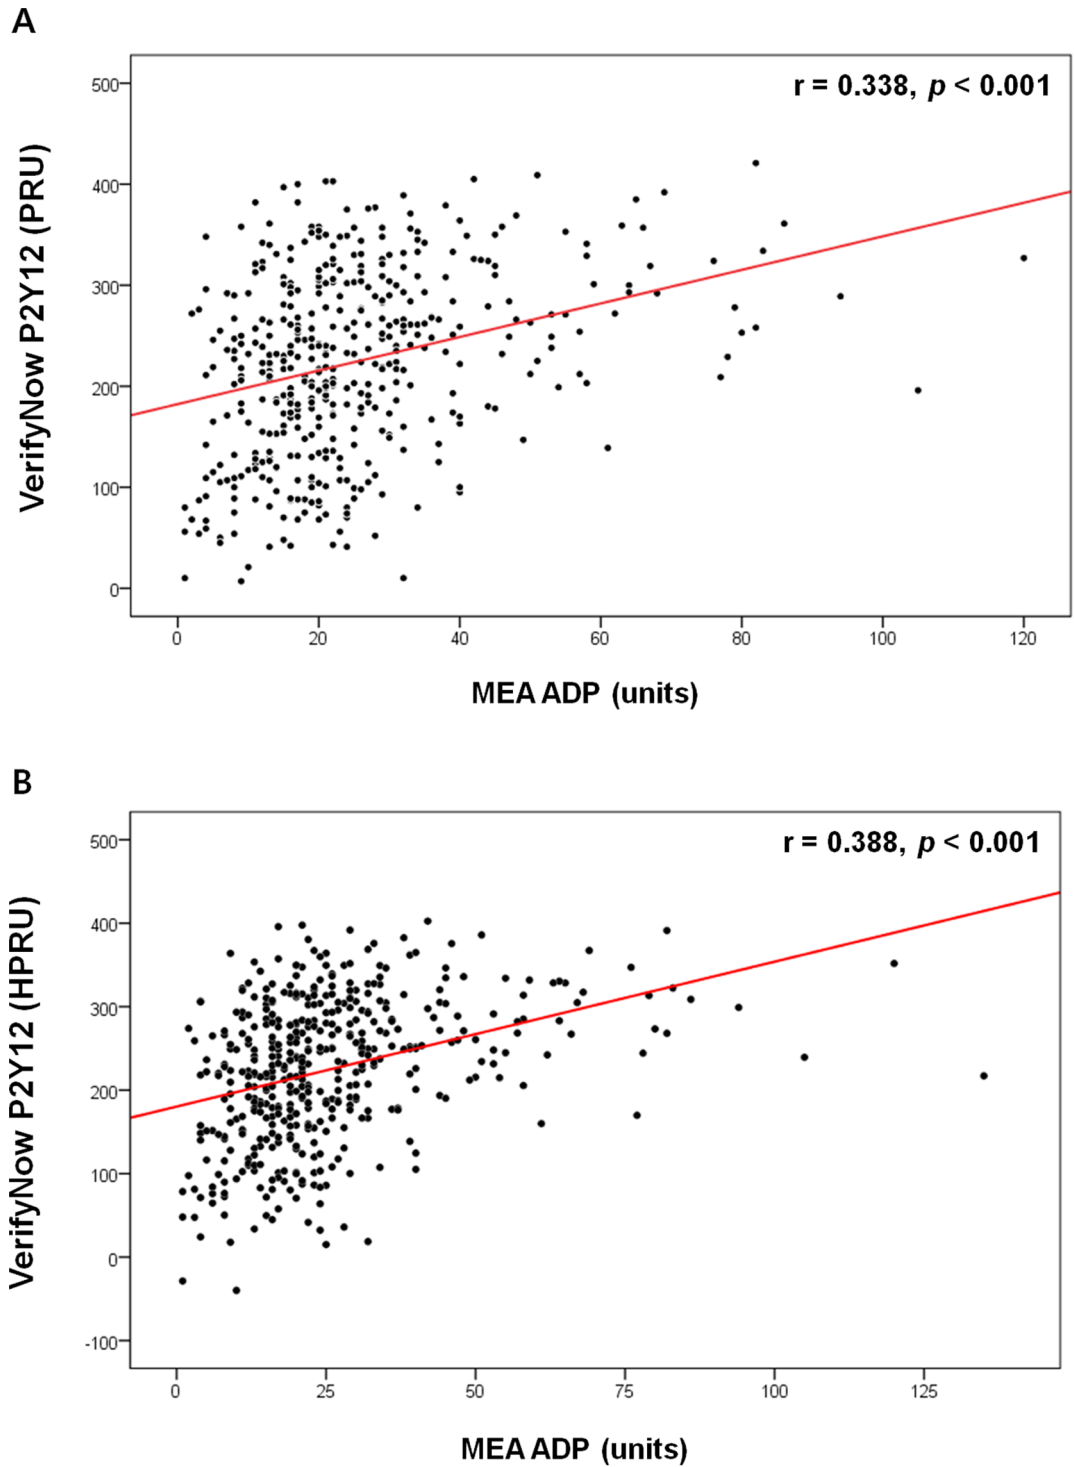 A
r = 0.338, p < 0.001
VerifyNow P2Y12 (PRU)
500
400
300
200
100
0
0 20 40 60 80 100 120
MEA ADP (units)
B
r = 0.388, p < 0.001
VerifyNow P2Y12 (HPRU)
500
400
300
200
100
0
-100
0 25 50 75 100 125
MEA ADP (units)